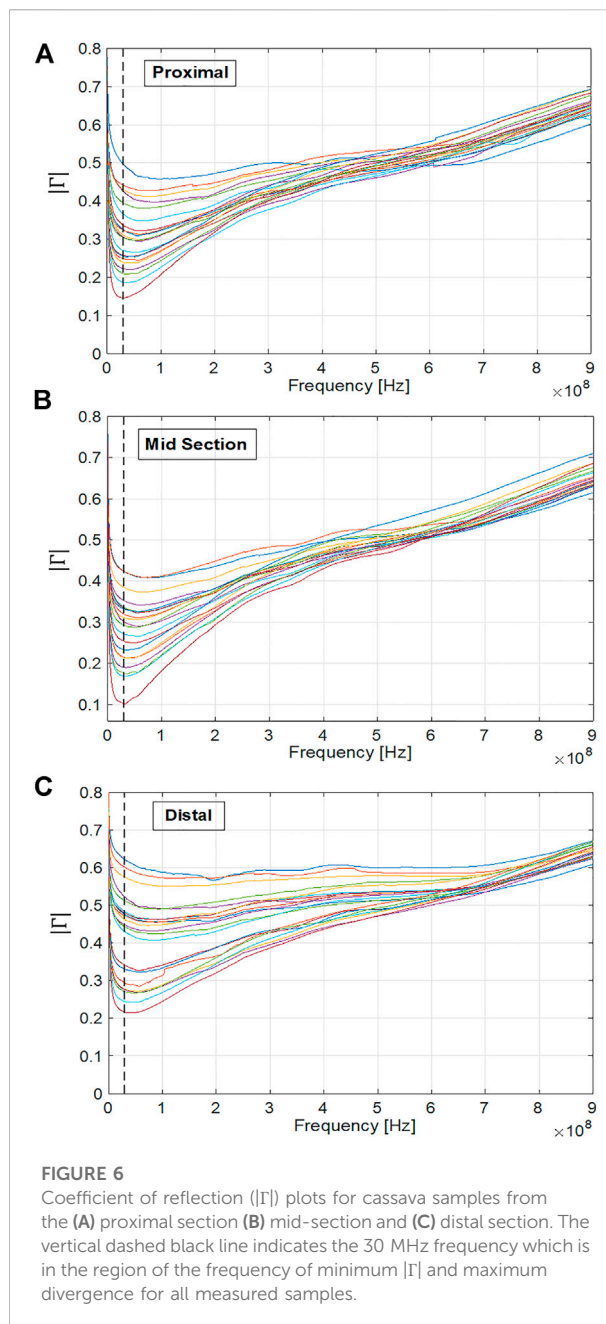 A
Proximal
0.8
0.7
0.6
0.5
0.4
0.3
0.2
0.1
0
|Γ|
0 1 2 3 4 5 6 7 8 9
Frequency [Hz]
×10⁸
B
Mid Section
0.8
0.7
0.6
0.5
0.4
0.3
0.2
0.1
|Γ|
0 1 2 3 4 5 6 7 8 9
Frequency [Hz]
×10⁸
C
Distal
0.8
0.7
0.6
0.5
0.4
0.3
0.2
0.1
0
|Γ|
0 1 2 3 4 5 6 7 8 9
Frequency [Hz]
×10⁸
FIGURE 6
Coefficient of reflection (|Γ|) plots for cassava samples from
the (A) proximal section (B) mid-section and (C) distal section. The
vertical dashed black line indicates the 30 MHz frequency which is
in the region of the frequency of minimum |Γ| and maximum
divergence for all measured samples.